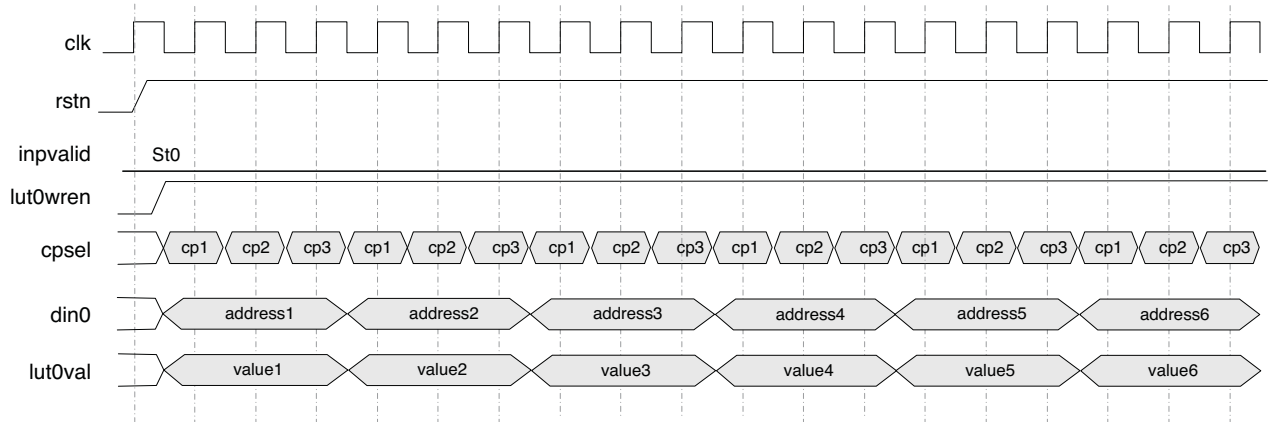 clk
rstn
inpvalid St0
lut0wren
cpsel cp1 cp2 cp3 cp1 cp2 cp3 cp1 cp2 cp3 cp1 cp2 cp3 cp1 cp2 cp3 cp1 cp2 cp3
din0 address1 address2 address3 address4 address5 address6
lut0val value1 value2 value3 value4 value5 value6